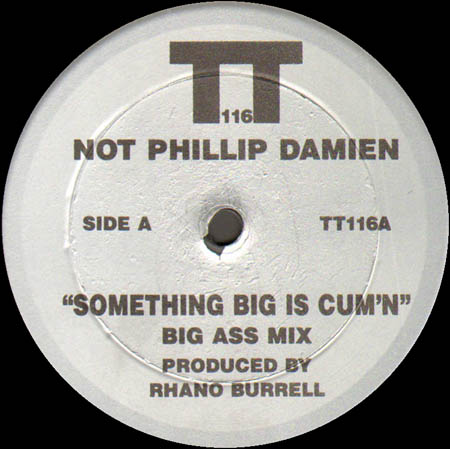 TT
116
NOT PHILLIP DAMIEN
SIDE A TT116A
“SOMETHING BIG IS CUM'N”
BIG ASS MIX
PRODUCED BY
RHANO BURRELL